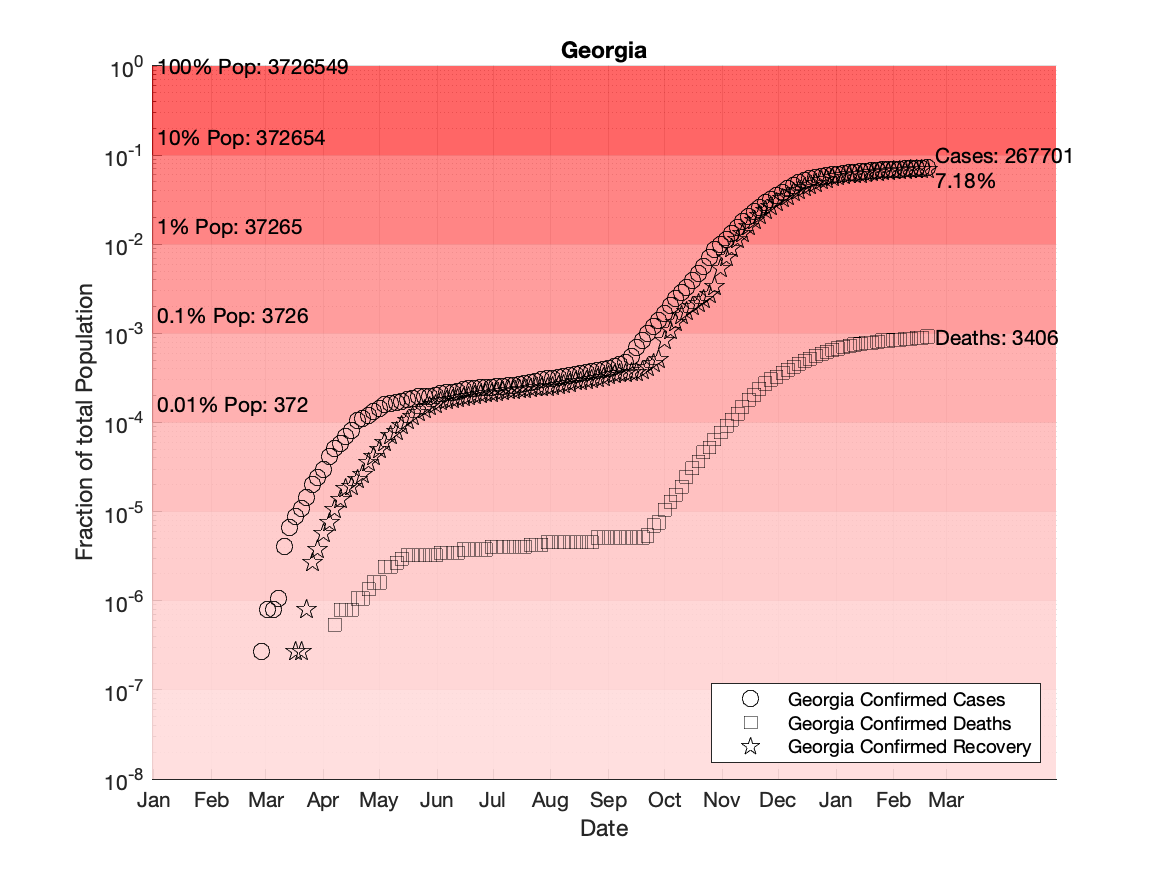 Georgia
10^0
100% Pop: 3726549
10% Pop: 372654
10^-1
Cases: 267701
7.18%
1% Pop: 37265
10^-2
0.1% Pop: 3726
10^-3
Deaths: 3406
0.01% Pop: 372
10^-4
10^-5
10^-6
10^-7
10^-8
Fraction of total Population
Georgia Confirmed Cases
Georgia Confirmed Deaths
Georgia Confirmed Recovery
Jan Feb Mar Apr May Jun Jul Aug Sep Oct Nov Dec Jan Feb Mar
Date